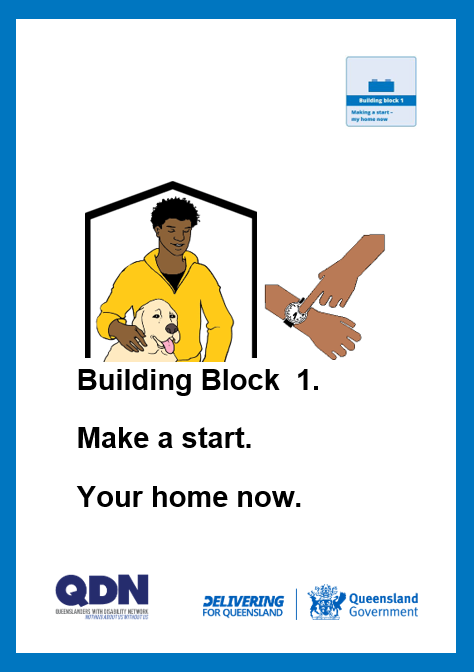 Building block 1
Making a start –
my home now
Building Block  1.
Make a start.
Your home now.
QDN
QUEENSLANDERS WITH DISABILITY NETWORK
NOTHING ABOUT US WITHOUT US
DELIVERING
FOR QUEENSLAND
Queensland
Government